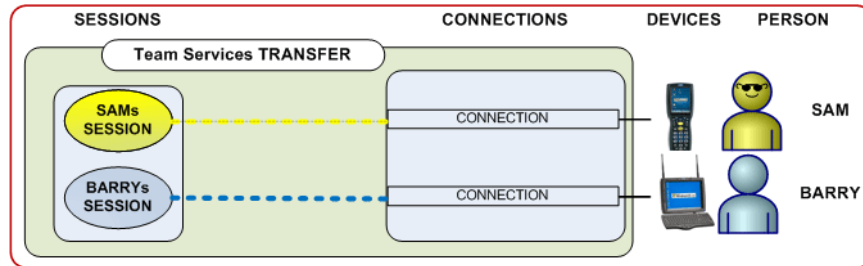 SESSIONS
CONNECTIONS
DEVICES
PERSON
Team Services TRANSFER
SAMs
SESSION
CONNECTION
SAM
BARRYs
SESSION
CONNECTION
BARRY